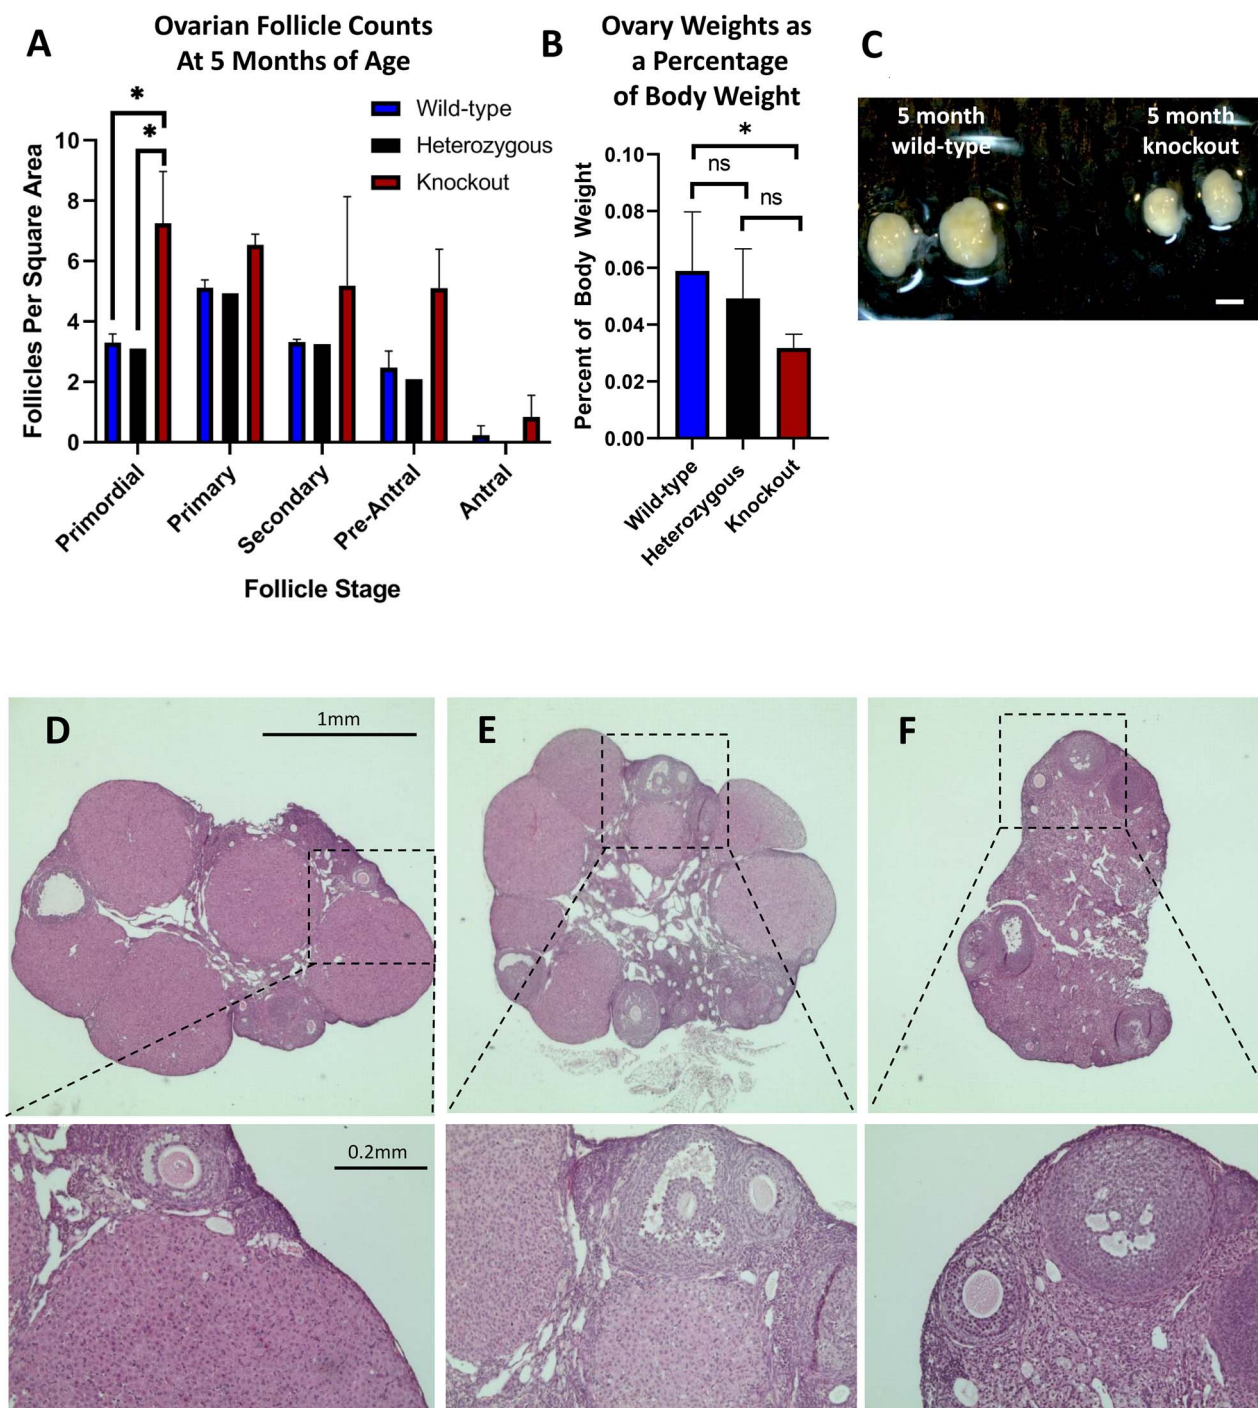 A
Ovarian Follicle Counts
At 5 Months of Age
Wild-type
Heterozygous
Knockout
*
*
Follicles Per Square Area
10
8
6
4
2
0
Primordial
Primary
Secondary
Pre-Antral
Antral
Follicle Stage
B
Ovary Weights as
a Percentage
of Body Weight
*
ns
ns
Percent of Body Weight
0.10
0.08
0.06
0.04
0.02
0.00
Wild-type
Heterozygous
Knockout
C
5 month
wild-type
5 month
knockout
D
1mm
E
F
0.2mm